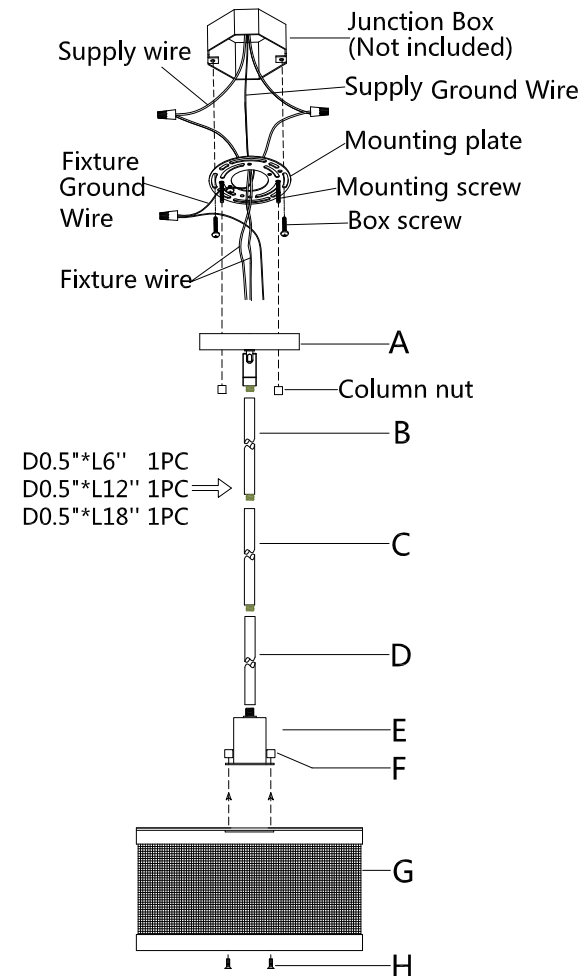 Junction Box
(Not included)
Supply wire
Supply Ground Wire
Mounting plate
Fixture
Ground
Wire
Mounting screw
Box screw
Fixture wire
A
Column nut
B
D0.5"*L6'' 1PC
D0.5"*L12'' 1PC
D0.5"*L18'' 1PC
C
D
E
F
G
H